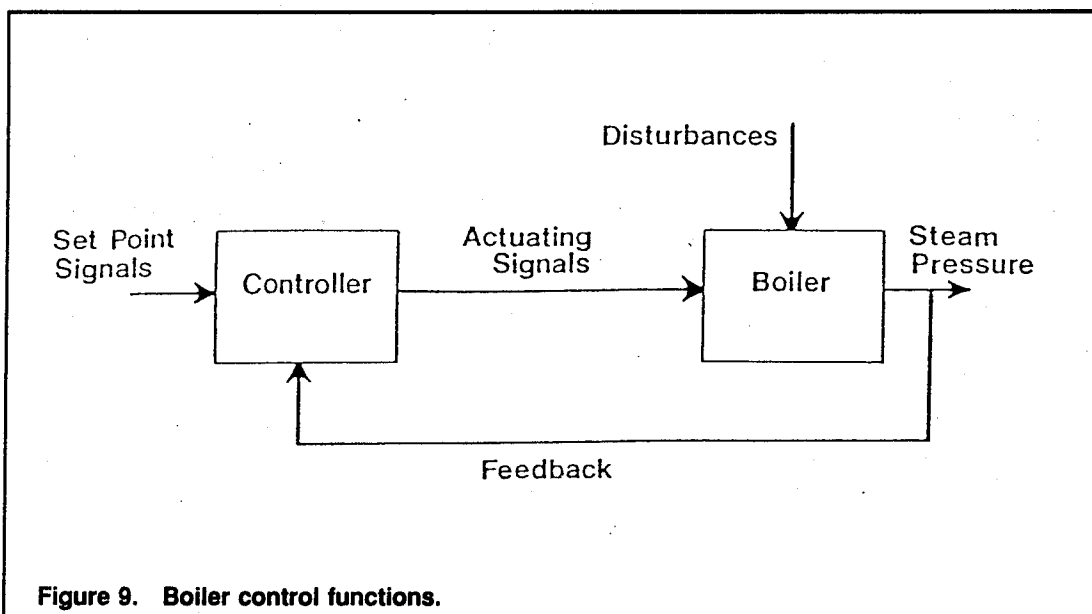 Disturbances
Set Point
Signals
Controller
Actuating
Signals
Boiler
Steam
Pressure
Feedback
Figure 9. Boiler control functions.